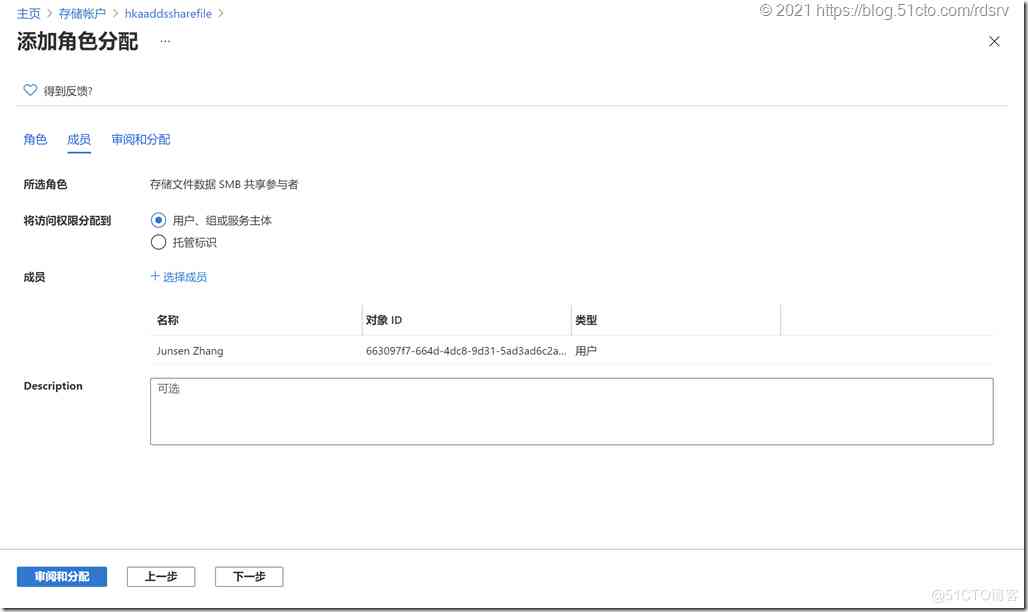 © 2021 https://blog.51cto.com/rdsrv
主页 > 存储帐户 > hkaaddssharefile >
添加角色分配 ...
得到反馈?
角色 成员 审阅和分配
所选角色 存储文件数据 SMB 共享参与者
将访问权限分配到 用户、组或服务主体
托管标识
成员 + 选择成员
名称 对象 ID 类型
Junsen Zhang 663097f7-664d-4dc8-9d31-5ad3ad6c2a... 用户
Description 可选
审阅和分配 上一步 下一步
@51CTO博客